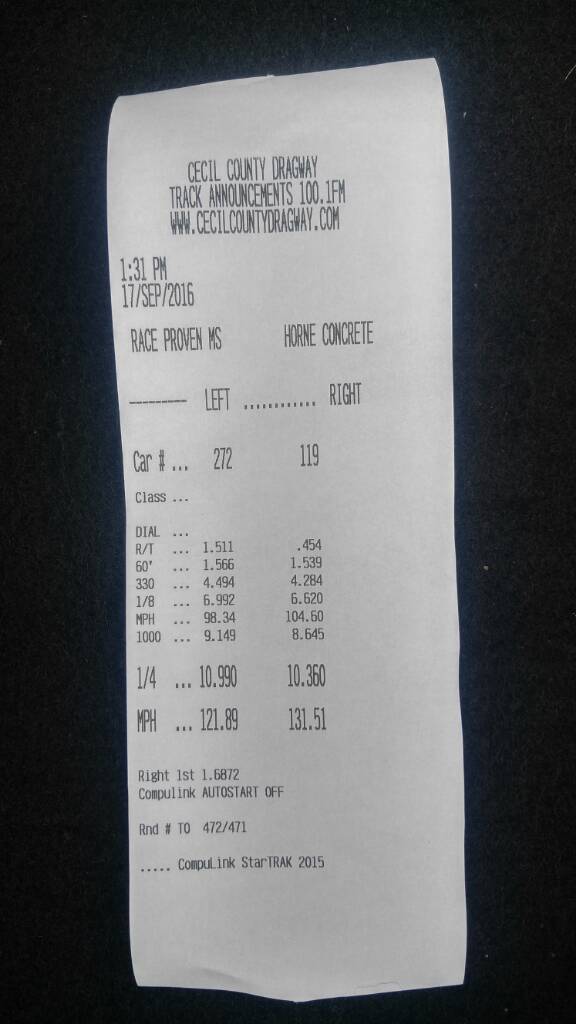 CECIL COUNTY DRAGWAY
TRACK ANNOUNCEMENTS 100.1FM
WWW.CECILCOUNTYDRAGWAY.COM
1:31 PM
17/SEP/2016
RACE PROVEN MS HORNE CONCRETE
--------- LEFT ............ RIGHT
Car # ... 272 119
Class ...
DIAL ...
R/T ... 1.511 .454
60' ... 1.566 1.539
330 ... 4.494 4.284
1/8 ... 6.992 6.620
MPH ... 98.34 104.60
1000 ... 9.149 8.645
1/4 ... 10.990 10.360
MPH ... 121.89 131.51
Right 1st 1.6872
Compulink AUTOSTART OFF
Rnd # TO 472/471
..... CompuLink StarTRAK 2015